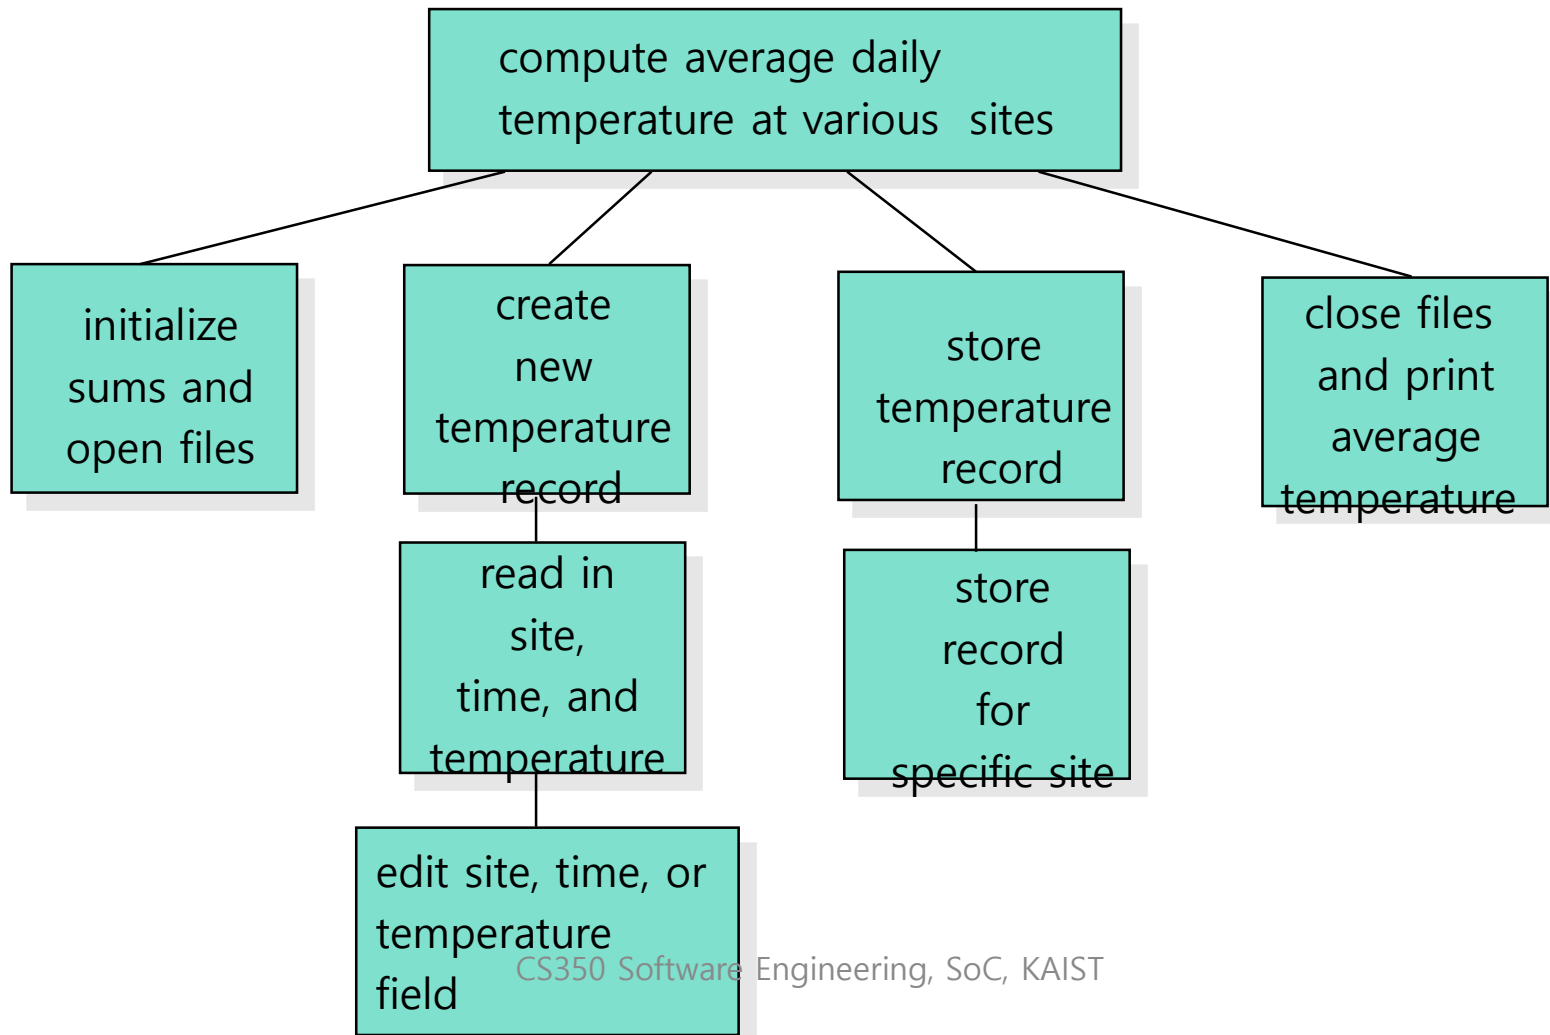 compute average daily
temperature at various sites
initialize
sums and
open files
create
new
temperature
record
store
temperature
record
close files
and print
average
temperature
read in
site,
time, and
temperature
store
record
for
specific site
edit site, time, or
temperature
field
CS350 Software Engineering, SoC, KAIST